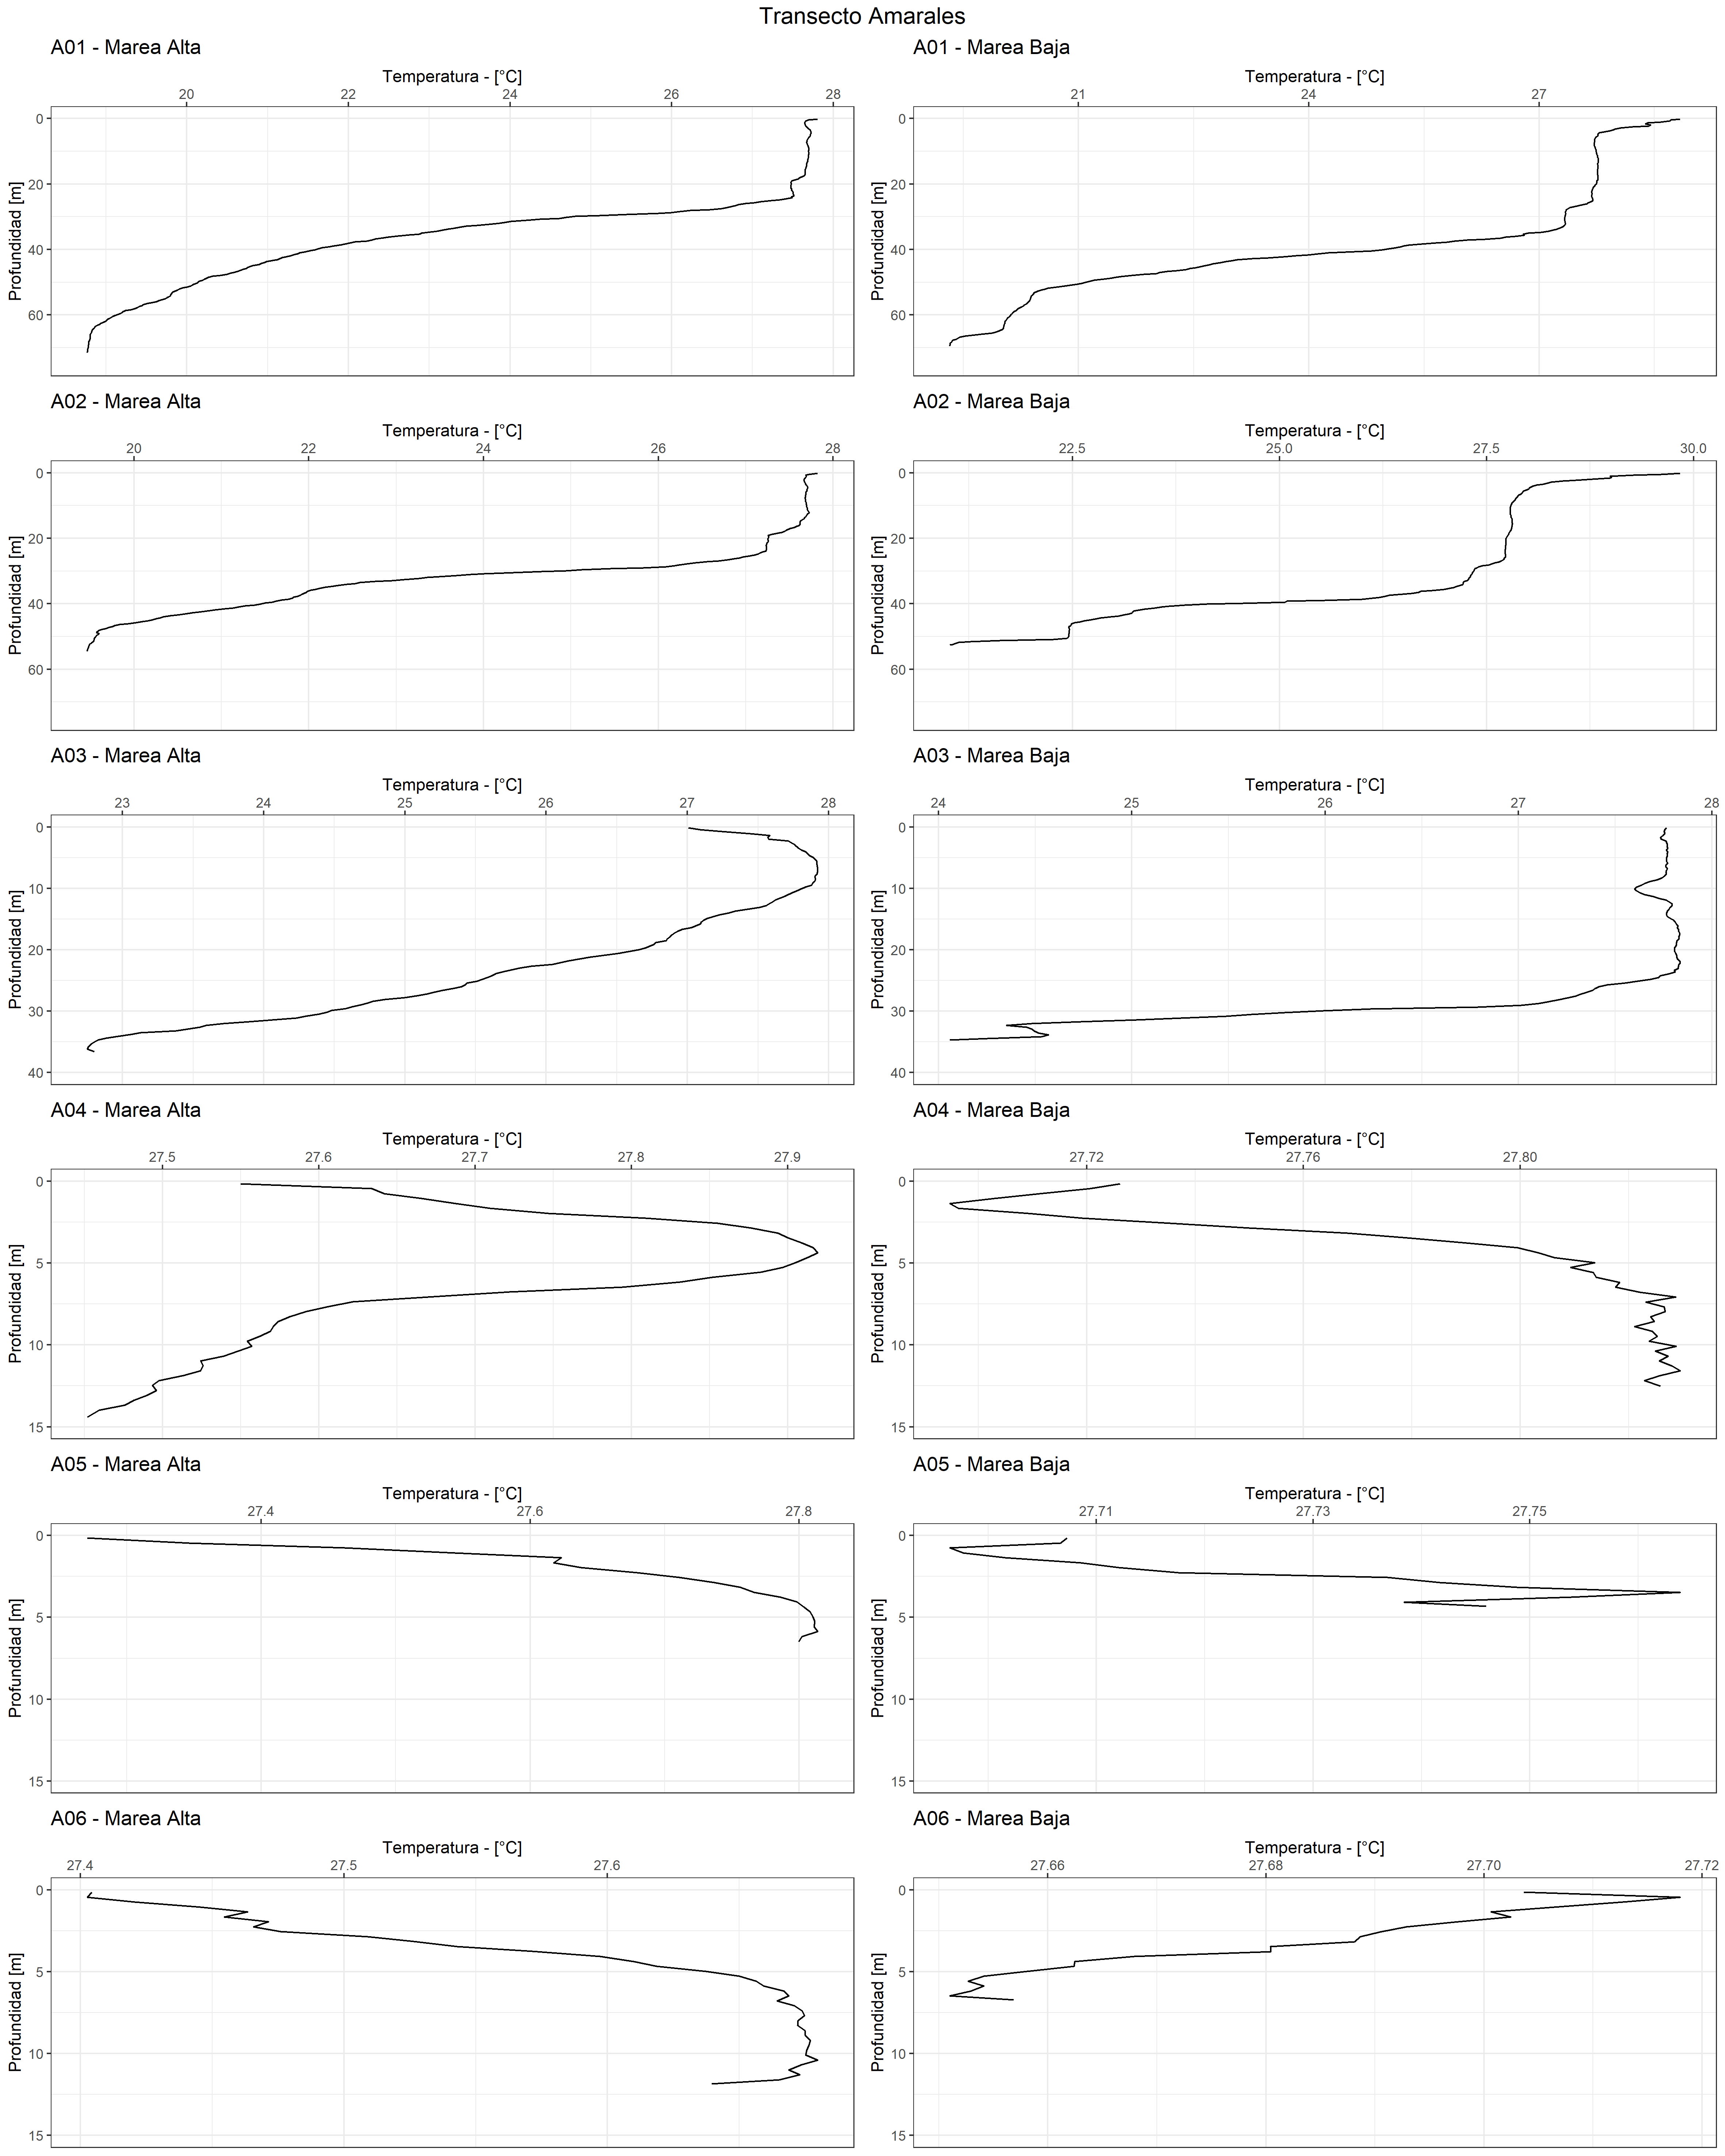 Transecto Amarales
A01 - Marea Alta
Temperatura - [°C]
20 22 24 26 28
Profundidad [m]
0
20
40
60
A01 - Marea Baja
Temperatura - [°C]
21 24 27
Profundidad [m]
0
20
40
60
A02 - Marea Alta
Temperatura - [°C]
20 22 24 26 28
Profundidad [m]
0
20
40
60
A02 - Marea Baja
Temperatura - [°C]
22.5 25.0 27.5 30.0
Profundidad [m]
0
20
40
60
A03 - Marea Alta
Temperatura - [°C]
23 24 25 26 27 28
Profundidad [m]
0
10
20
30
40
A03 - Marea Baja
Temperatura - [°C]
24 25 26 27 28
Profundidad [m]
0
10
20
30
40
A04 - Marea Alta
Temperatura - [°C]
27.5 27.6 27.7 27.8 27.9
Profundidad [m]
0
5
10
15
A04 - Marea Baja
Temperatura - [°C]
27.72 27.76 27.80
Profundidad [m]
0
5
10
15
A05 - Marea Alta
Temperatura - [°C]
27.4 27.6 27.8
Profundidad [m]
0
5
10
15
A05 - Marea Baja
Temperatura - [°C]
27.71 27.73 27.75
Profundidad [m]
0
5
10
15
A06 - Marea Alta
Temperatura - [°C]
27.4 27.5 27.6
Profundidad [m]
0
5
10
15
A06 - Marea Baja
Temperatura - [°C]
27.66 27.68 27.70 27.72
Profundidad [m]
0
5
10
15